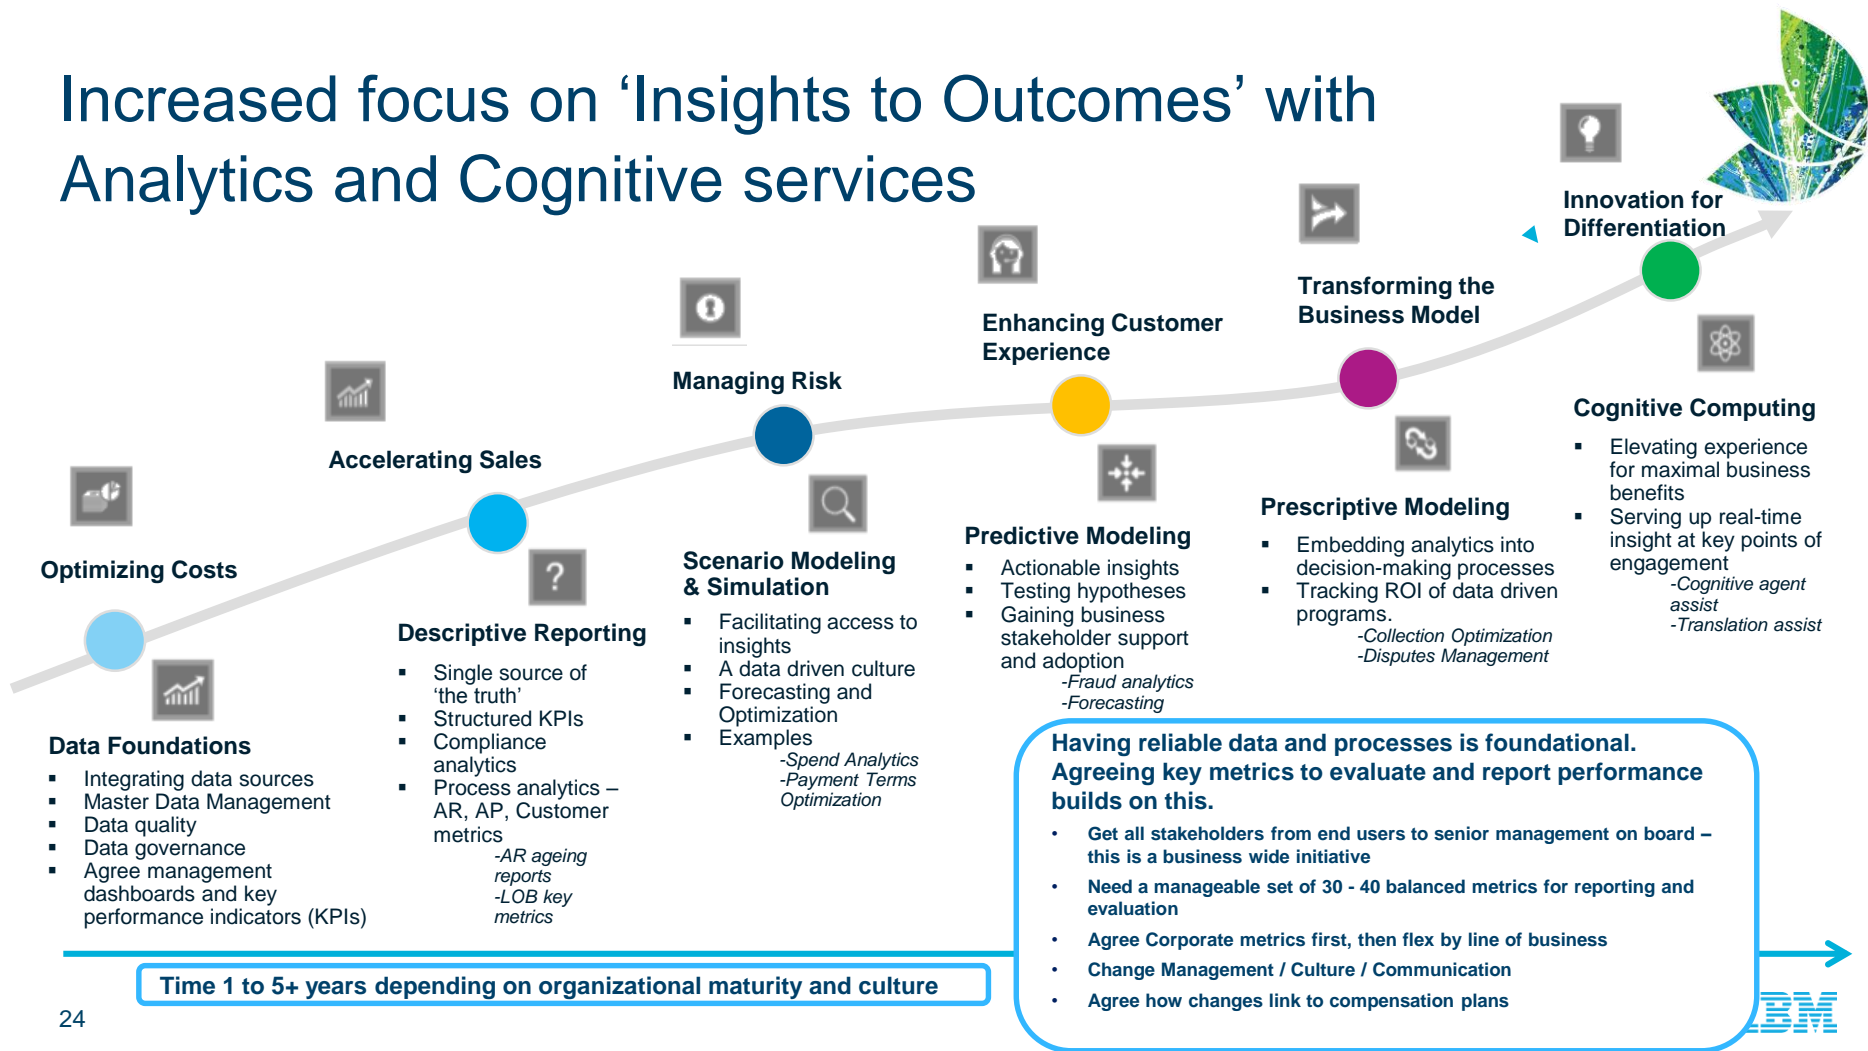 Increased focus on ‘Insights to Outcomes’ with
Analytics and Cognitive services
Optimizing Costs
Data Foundations
▪ Integrating data sources
▪ Master Data Management
▪ Data quality
▪ Data governance
▪ Agree management
dashboards and key
performance indicators (KPIs)
Accelerating Sales
?
Descriptive Reporting
▪ Single source of
‘the truth’
▪ Structured KPIs
▪ Compliance
analytics
▪ Process analytics –
AR, AP, Customer
metrics
-AR ageing
reports
-LOB key
metrics
Managing Risk
Scenario Modeling
& Simulation
▪ Facilitating access to
insights
▪ A data driven culture
▪ Forecasting and
Optimization
▪ Examples
-Spend Analytics
-Payment Terms
Optimization
Enhancing Customer
Experience
Predictive Modeling
▪ Actionable insights
▪ Testing hypotheses
▪ Gaining business
stakeholder support
and adoption
-Fraud analytics
-Forecasting
Transforming the
Business Model
Prescriptive Modeling
▪ Embedding analytics into
decision-making processes
▪ Tracking ROI of data driven
programs.
-Collection Optimization
-Disputes Management
Innovation for
Differentiation
Cognitive Computing
▪ Elevating experience
for maximal business
benefits
▪ Serving up real-time
insight at key points of
engagement
-Cognitive agent
assist
-Translation assist
Having reliable data and processes is foundational.
Agreeing key metrics to evaluate and report performance
builds on this.
• Get all stakeholders from end users to senior management on board –
this is a business wide initiative
• Need a manageable set of 30 - 40 balanced metrics for reporting and
evaluation
• Agree Corporate metrics first, then flex by line of business
• Change Management / Culture / Communication
• Agree how changes link to compensation plans
Time 1 to 5+ years depending on organizational maturity and culture
24
IBM